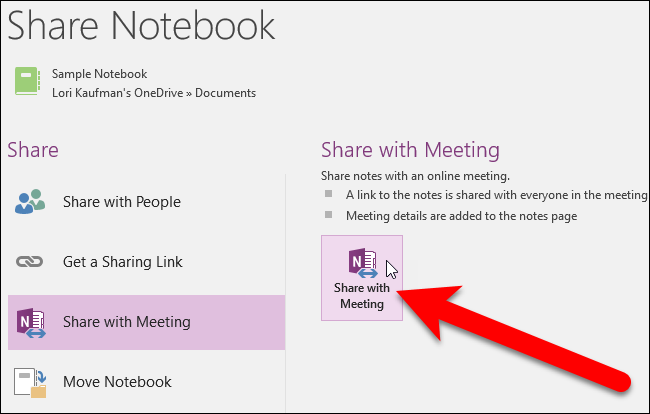 Share Notebook
Sample Notebook
Lori Kaufman's OneDrive » Documents
Share
Share with People
Get a Sharing Link
Share with Meeting
Move Notebook
Share with Meeting
Share notes with an online meeting.
A link to the notes is shared with everyone in the meeting
Meeting details are added to the notes page
Share with
Meeting